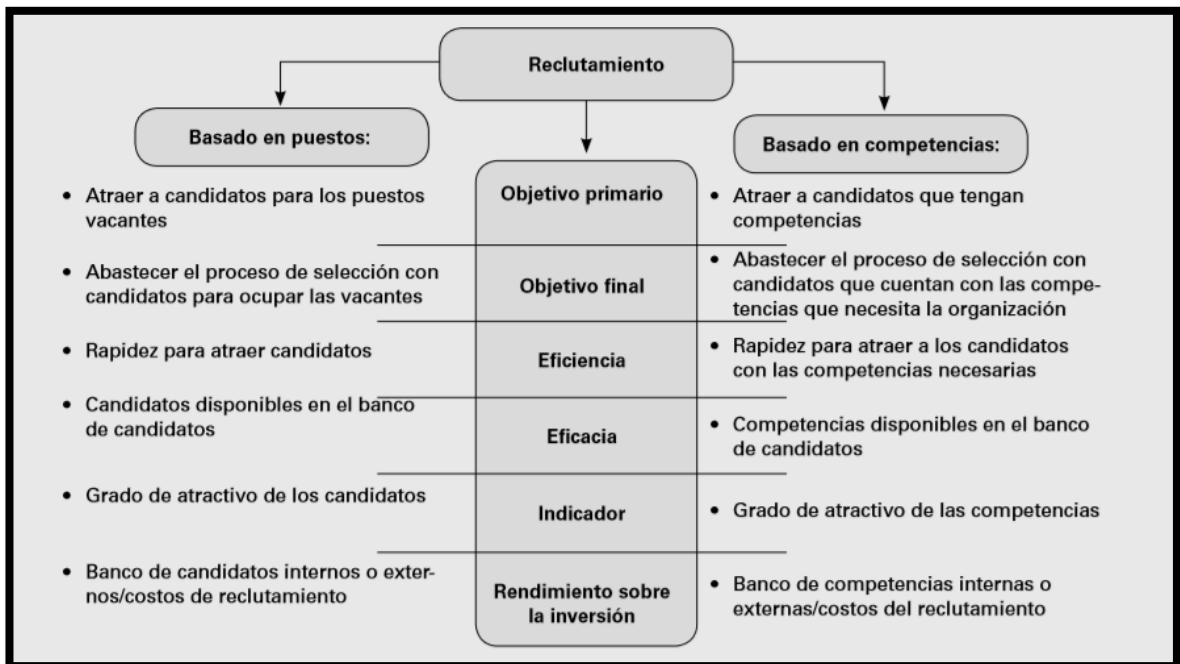 Reclutamiento
Basado en puestos:
Basado en competencias:
• Atraer a candidatos para los puestos
vacantes
Objetivo primario
• Atraer a candidatos que tengan
competencias
• Abastecer el proceso de selección con
candidatos para ocupar las vacantes
Objetivo final
• Abastecer el proceso de selección con
candidatos que cuentan con las compe-
tencias que necesita la organización
• Rapidez para atraer candidatos
Eficiencia
• Rapidez para atraer a los candidatos
con las competencias necesarias
• Candidatos disponibles en el banco
de candidatos
Eficacia
• Competencias disponibles en el banco
de candidatos
• Grado de atractivo de los candidatos
Indicador
• Grado de atractivo de las competencias
• Banco de candidatos internos o exter-
nos/costos de reclutamiento
Rendimiento sobre
la inversión
• Banco de competencias internas o
externas/costos del reclutamiento